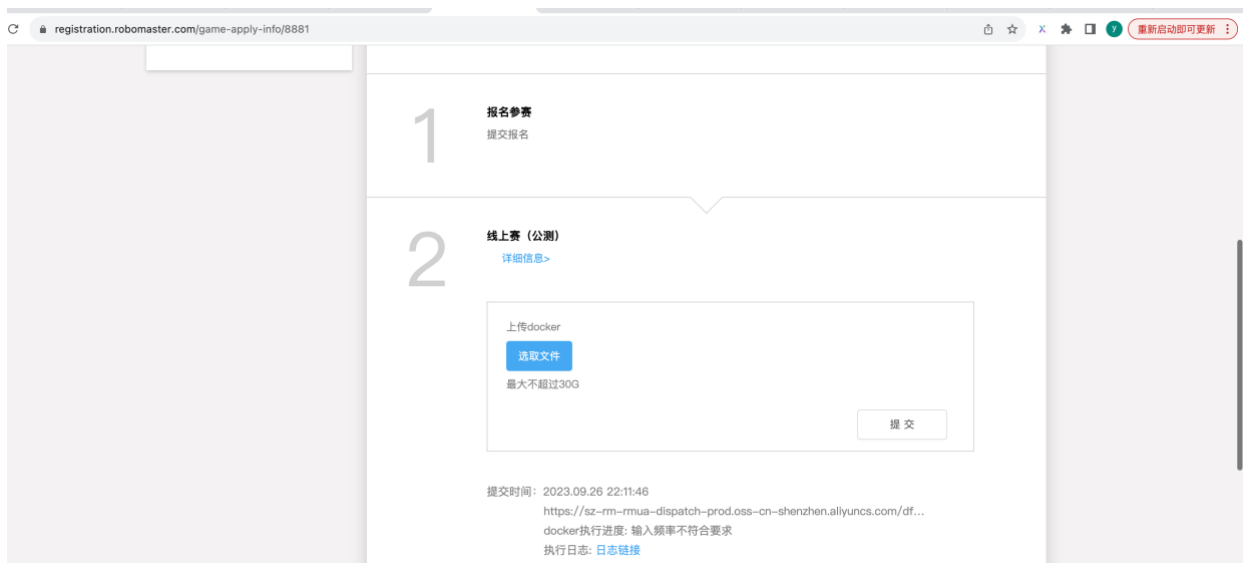 registration.robomaster.com/game-apply-info/8881
y
重新启动即可更新
1
报名参赛
提交报名
2
线上赛（公测）
详细信息>
上传docker
选取文件
最大不超过30G
提 交
提交时间： 2023.09.26 22:11:46
https://sz-rm-rmua-dispatch-prod.oss-cn-shenzhen.aliyuncs.com/df...
docker执行进度: 输入频率不符合要求
执行日志: 日志链接